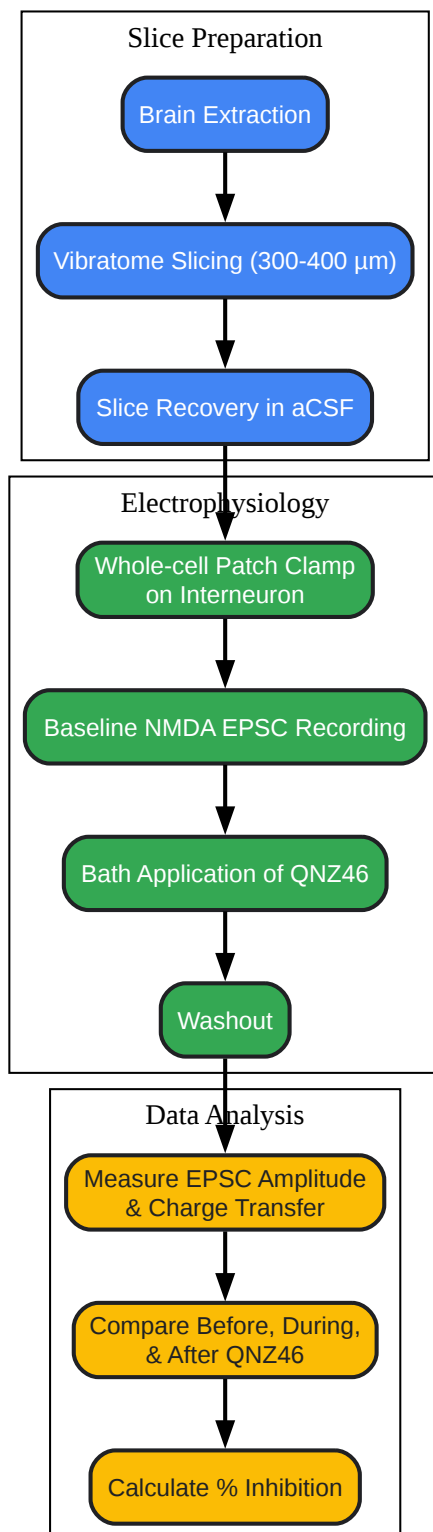 Slice Preparation
Brain Extraction
Vibratome Slicing (300-400 µm)
Slice Recovery in aCSF
Electrophysiology
Whole-cell Patch Clamp
on Interneuron
Baseline NMDA EPSC Recording
Bath Application of QNZ46
Washout
Data Analysis
Measure EPSC Amplitude
& Charge Transfer
Compare Before, During,
& After QNZ46
Calculate % Inhibition